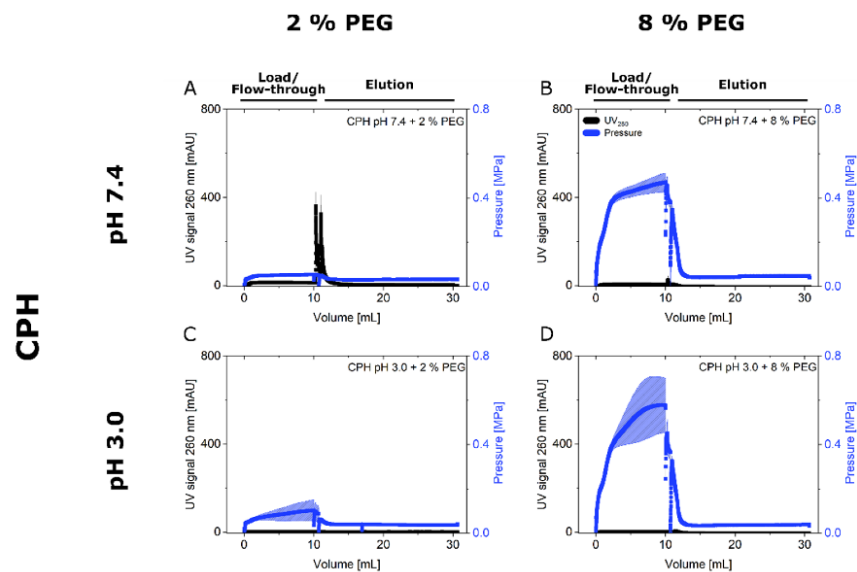 2 % PEG
8 % PEG
CPH
pH 7.4
pH 3.0
A
Load/
Flow-through
Elution
CPH pH 7.4 + 2 % PEG
800
400
0
UV signal 260 nm [mAU]
0.8
0.4
0.0
Pressure [MPa]
0
10
20
30
Volume [mL]
B
Load/
Flow-through
Elution
UV260
Pressure
CPH pH 7.4 + 8 % PEG
800
400
0
UV signal 260 nm [mAU]
0.8
0.4
0.0
Pressure [MPa]
0
10
20
30
Volume [mL]
C
CPH pH 3.0 + 2 % PEG
800
400
0
UV signal 260 nm [mAU]
0.8
0.4
0.0
Pressure [MPa]
0
10
20
30
Volume [mL]
D
CPH pH 3.0 + 8 % PEG
800
400
0
UV signal 260 nm [mAU]
0.8
0.4
0.0
Pressure [MPa]
0
10
20
30
Volume [mL]